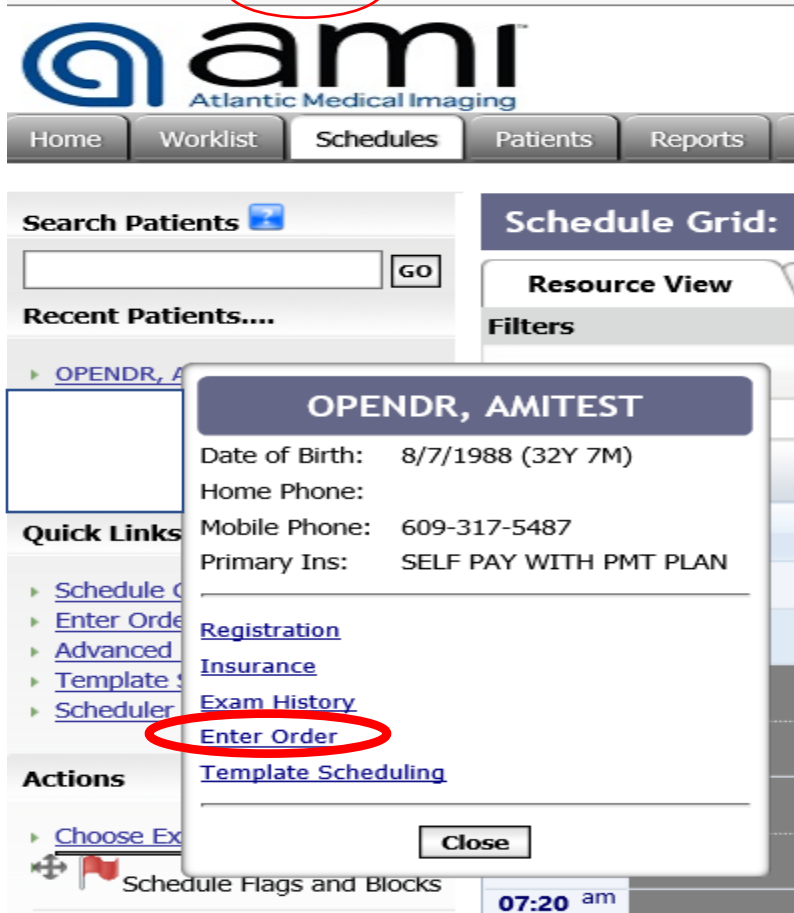 ami
Atlantic Medical Imaging
Home Worklist Schedules Patients Reports
Search Patients ?
GO
Recent Patients....
OPENDR, A
Schedule Grid:
Resource View
Filters
OPENDR, AMITEST
Date of Birth: 8/7/1988 (32Y 7M)
Home Phone:
Mobile Phone: 609-317-5487
Primary Ins: SELF PAY WITH PMT PLAN
Registration
Insurance
Exam History
Enter Order
Template Scheduling
Close
Quick Links
Schedule
Enter Orde
Advanced
Template
Scheduler
Actions
Choose Ex
Schedule Flags and Blocks
07:20 am